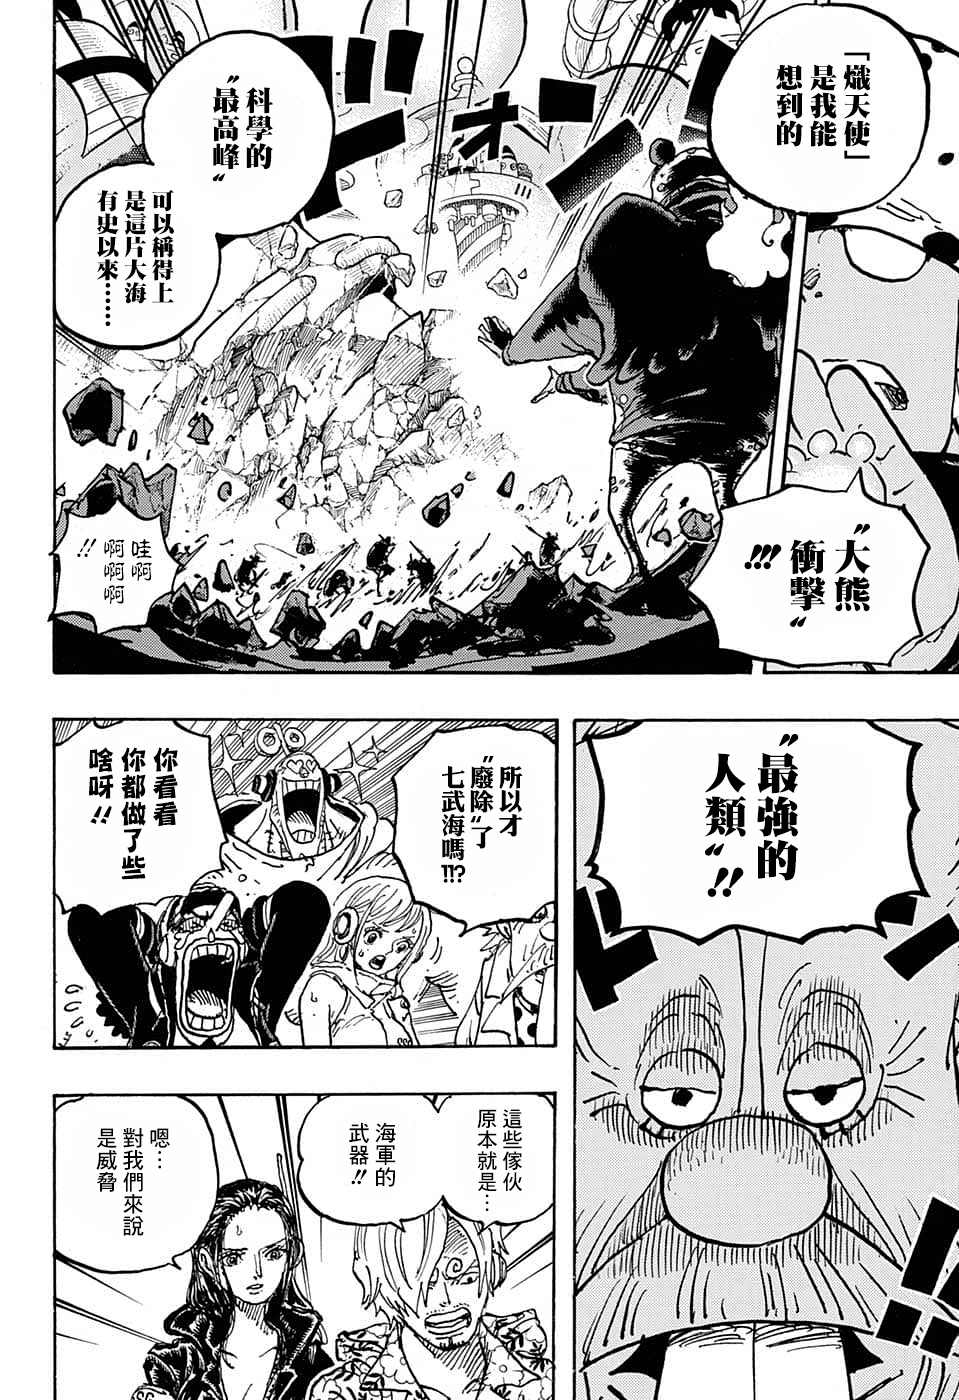 「熾天使」
是我能
想到的
科學的
〝最高峰〞
可以稱得上
是這片大海
有史以來……
〝大熊
衝擊〞
!!!
哇啊
啊啊
啊啊
!!
〝最強的
人類〞!!
所以才
〝廢除〞了
七武海嗎
!!?
你看看
你都做了些
啥呀!!
這些傢伙
原本就是…
海軍的
武器!!
嗯…
對我們來說
是威脅